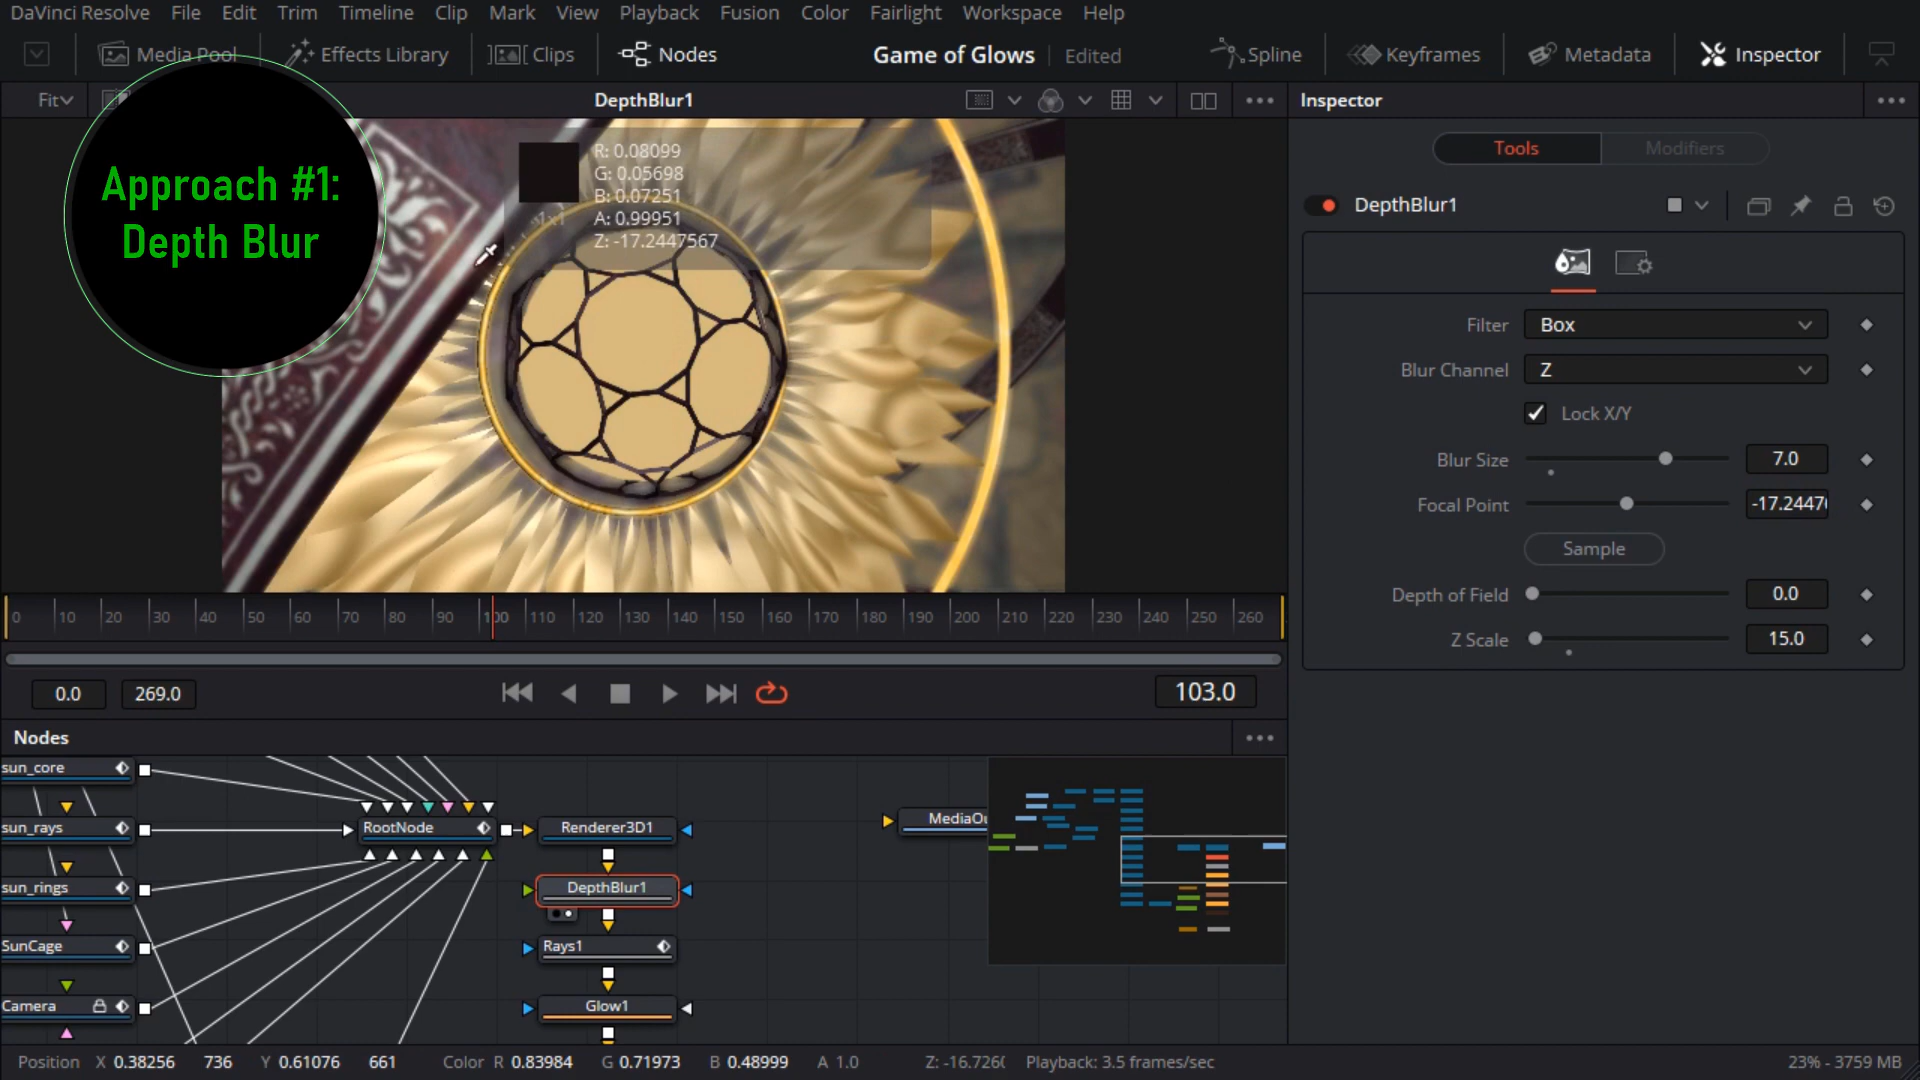 DaVinci Resolve File Edit Trim Timeline Clip Mark View Playback Fusion Color Fairlight Workspace Help
Media Pool Effects Library Clips Nodes Game of Glows Edited Spline Keyframes Metadata Inspector
Fit DepthBlur1 Inspector
Approach #1:
Depth Blur
R: 0.08099
G: 0.05698
B: 0.07251
1x1 A: 0.99951
Z: -17.2447567
Tools Modifiers
DepthBlur1
Filter Box
Blur Channel Z
Lock X/Y
Blur Size 7.0
Focal Point -17.2447
Sample
Depth of Field 0.0
Z Scale 15.0
0 10 20 30 40 50 60 70 80 90 100 110 120 130 140 150 160 170 180 190 200 210 220 230 240 250 260
0.0 269.0 103.0
Nodes
sun_core
sun_rays RootNode Renderer3D1 MediaOu
sun_rings DepthBlur1
SunCage Rays1
Camera Glow1
Position X 0.38256 736 Y 0.61076 661 Color R 0.83984 G 0.71973 B 0.48999 A 1.0 Z: -16.726 Playback: 3.5 frames/sec 23% - 3759 MB